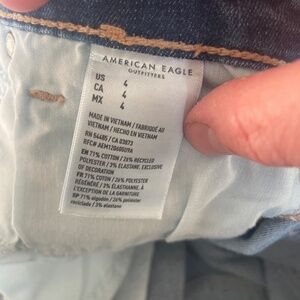 AMERICAN EAGLE
OUTFITTERS
US 4
CA 4
MX 4
MADE IN VIETNAM / FABRIQUÉ AU
VIETNAM / HECHO EN VIETNAM
RN 54485 / CA 03873
EN 71% COTTON / 26% RECYCLED
POLYESTER / 3% ELASTANE EXCLUSIVE
OF DECORATION
FR 71% COTON / 26% POLYESTER
RÉGÉNÉRÉ / 3% ÉLASTHANNE, À
L'EXCEPTION DE LA GARNITURE
SP 71% algodón / 26% poliéster
reciclado / 3% elastano